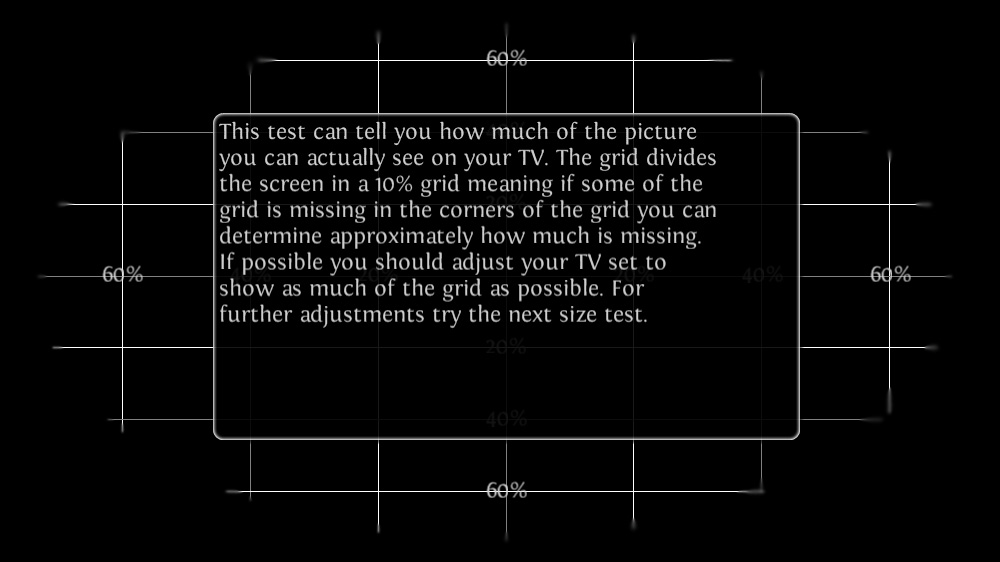 60%
This test can tell you how much of the picture
you can actually see on your TV. The grid divides
the screen in a 10% grid meaning if some of the
grid is missing in the corners of the grid you can
determine approximately how much is missing.
If possible you should adjust your TV set to
show as much of the grid as possible. For
further adjustments try the next size test.
60%
40%
60%
20%
40%
60%